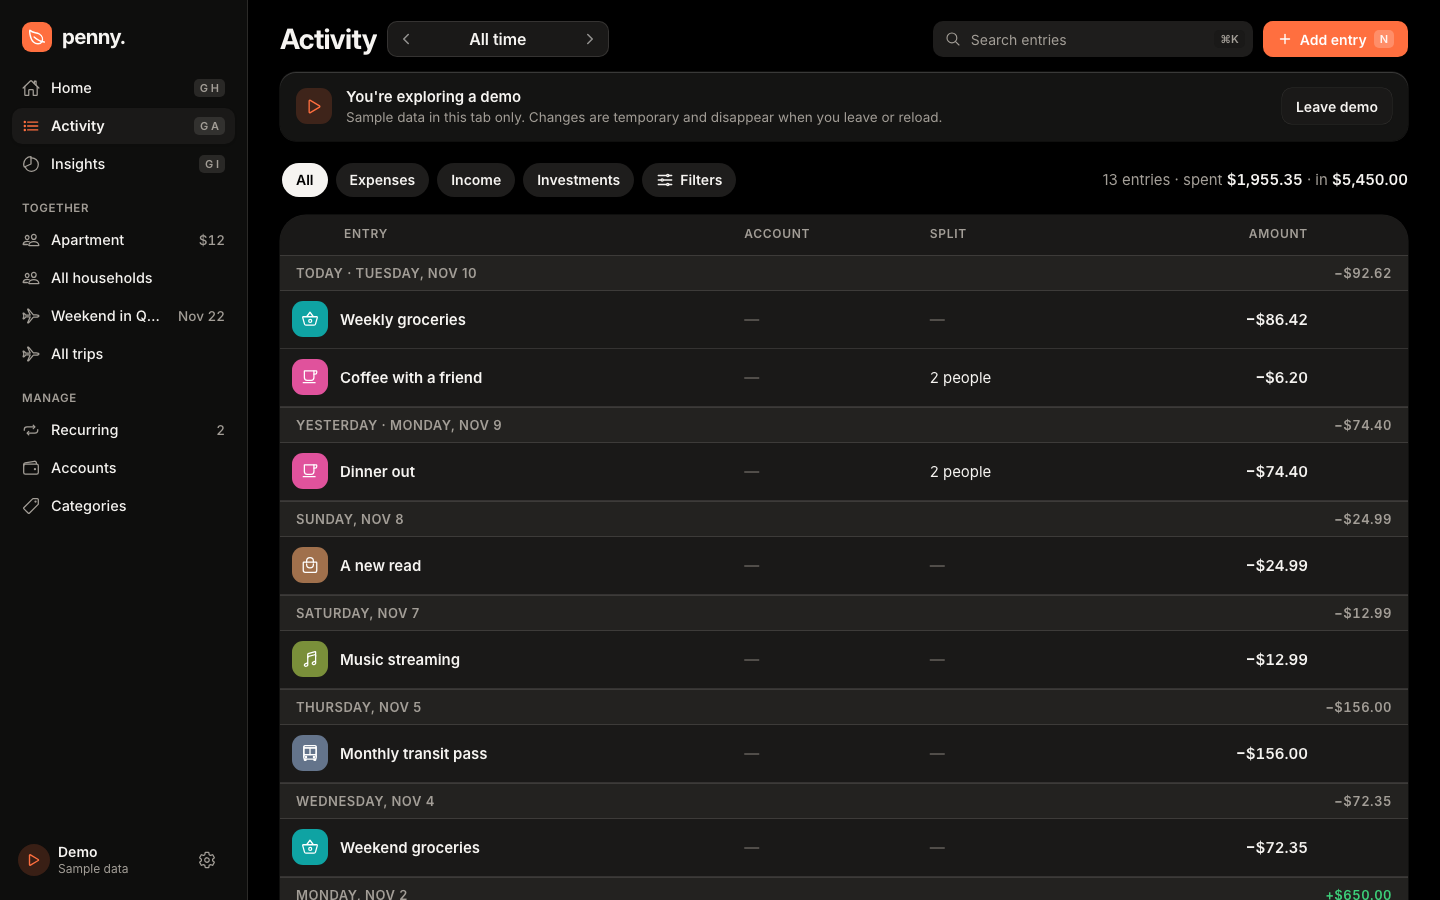 penny.
Home G H
Activity G A
Insights G I
TOGETHER
Apartment $12
All households
Weekend in Q... Nov 22
All trips
MANAGE
Recurring 2
Accounts
Categories
Demo
Sample data
Activity
All time
Search entries ⌘K
+ Add entry N
You're exploring a demo
Sample data in this tab only. Changes are temporary and disappear when you leave or reload.
Leave demo
All Expenses Income Investments Filters
13 entries · spent $1,955.35 · in $5,450.00
ENTRY ACCOUNT SPLIT AMOUNT
TODAY · TUESDAY, NOV 10 −$92.62
Weekly groceries — — −$86.42
Coffee with a friend — 2 people −$6.20
YESTERDAY · MONDAY, NOV 9 −$74.40
Dinner out — 2 people −$74.40
SUNDAY, NOV 8 −$24.99
A new read — — −$24.99
SATURDAY, NOV 7 −$12.99
Music streaming — — −$12.99
THURSDAY, NOV 5 −$156.00
Monthly transit pass — — −$156.00
WEDNESDAY, NOV 4 −$72.35
Weekend groceries — — −$72.35
MONDAY, NOV 2 +$650.00